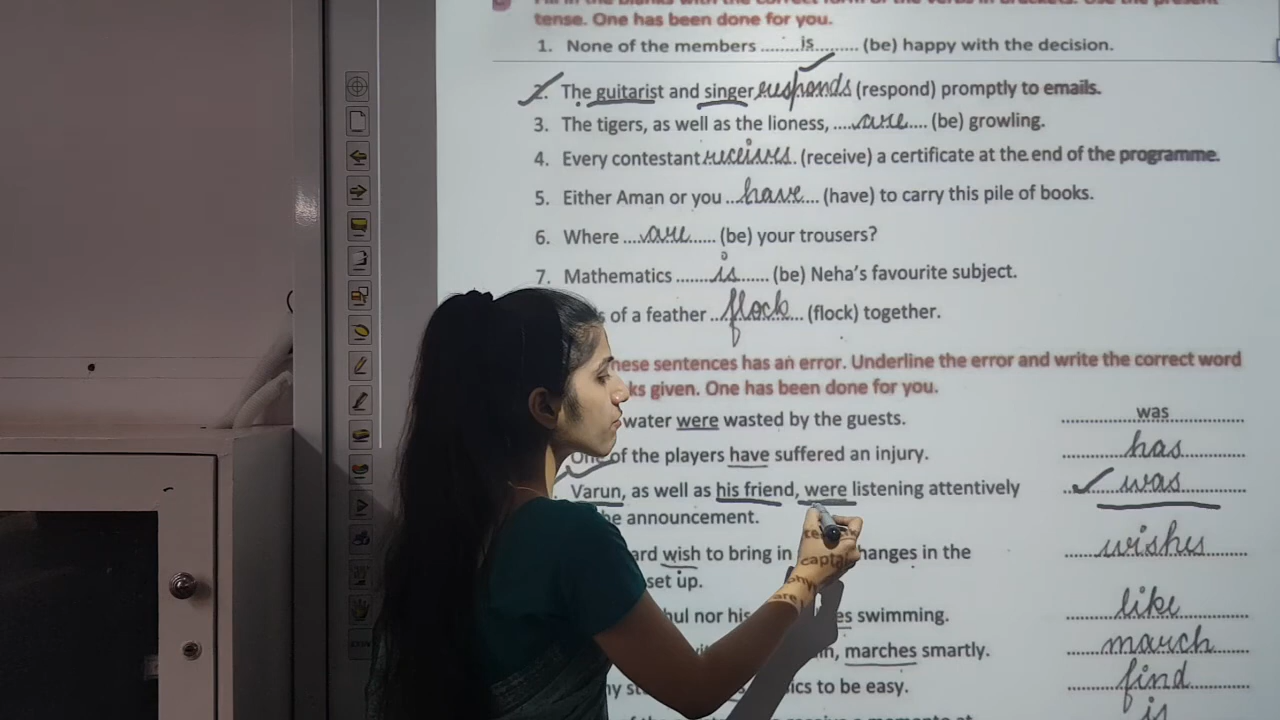 tense. One has been done for you.
1. None of the members ........is......... (be) happy with the decision.
2. The guitarist and singer responds (respond) promptly to emails.
3. The tigers, as well as the lioness, ....are.... (be) growling.
4. Every contestant receives. (receive) a certificate at the end of the programme.
5. Either Aman or you ..have... (have) to carry this pile of books.
6. Where ....are...... (be) your trousers?
7. Mathematics .......is....... (be) Neha's favourite subject.
of a feather ..flock... (flock) together.
these sentences has an error. Underline the error and write the correct word
given. One has been done for you.
water were wasted by the guests. was
One of the players have suffered an injury. has
Varun, as well as his friend, were listening attentively was
announcement.
wish to bring in changes in the wishes
set up.
nor his swimming. like
marches smartly. march
to be easy. find
is